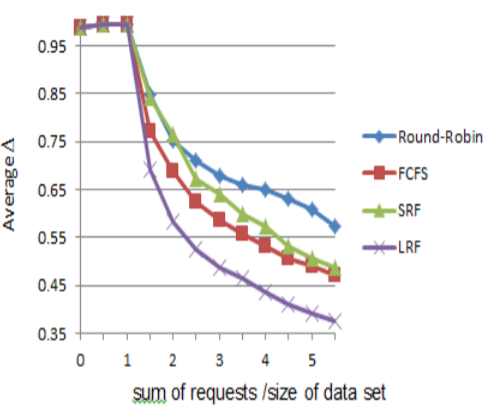 0.95
0.85
0.75
0.65
0.55
0.45
0.35
Average Δ
0 1 2 3 4 5
sum of requests /size of data set
Round-Robin
FCFS
SRF
LRF